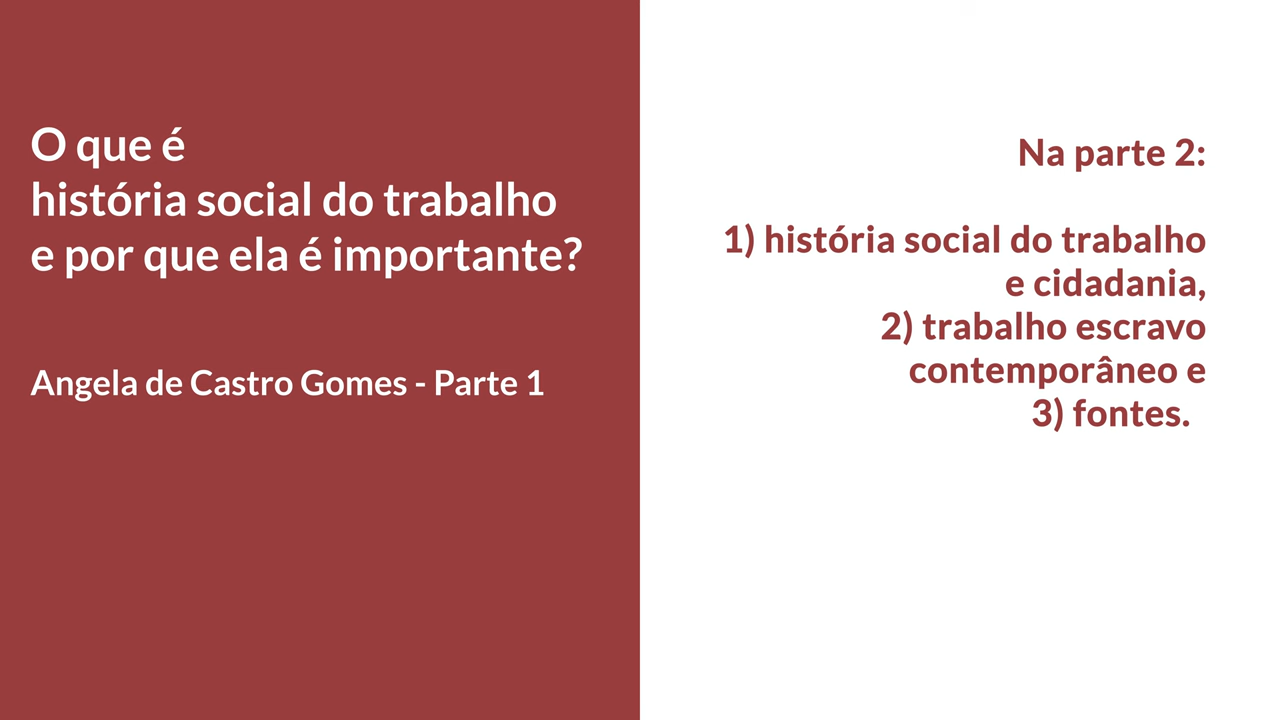 O que é
história social do trabalho
e por que ela é importante?
Angela de Castro Gomes - Parte 1
Na parte 2:
1) história social do trabalho
e cidadania,
2) trabalho escravo
contemporâneo e
3) fontes.